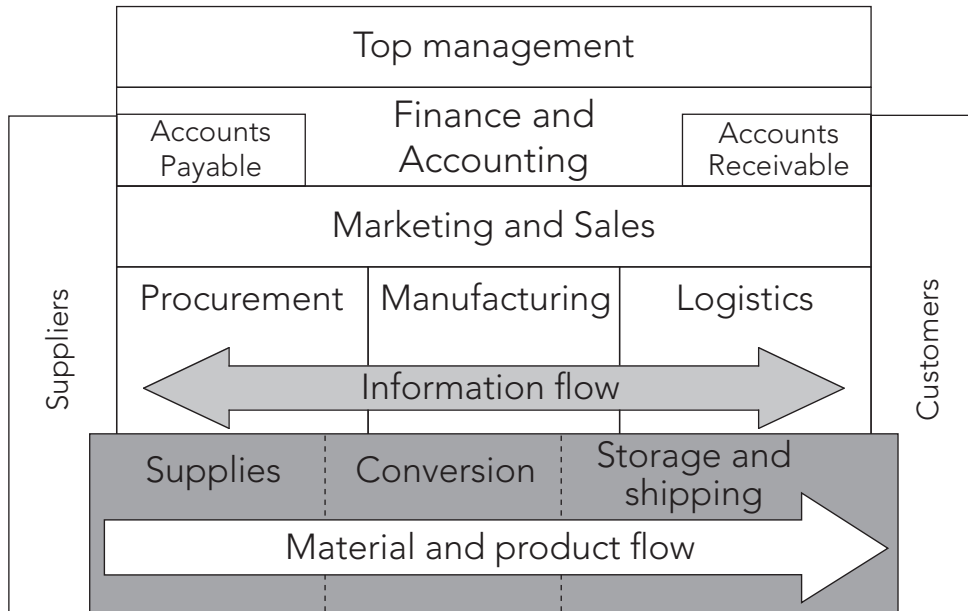 Top management
Finance and
Accounting
Accounts
Payable
Accounts
Receivable
Marketing and Sales
Suppliers
Customers
Procurement
Manufacturing
Logistics
Information flow
Supplies
Conversion
Storage and
shipping
Material and product flow